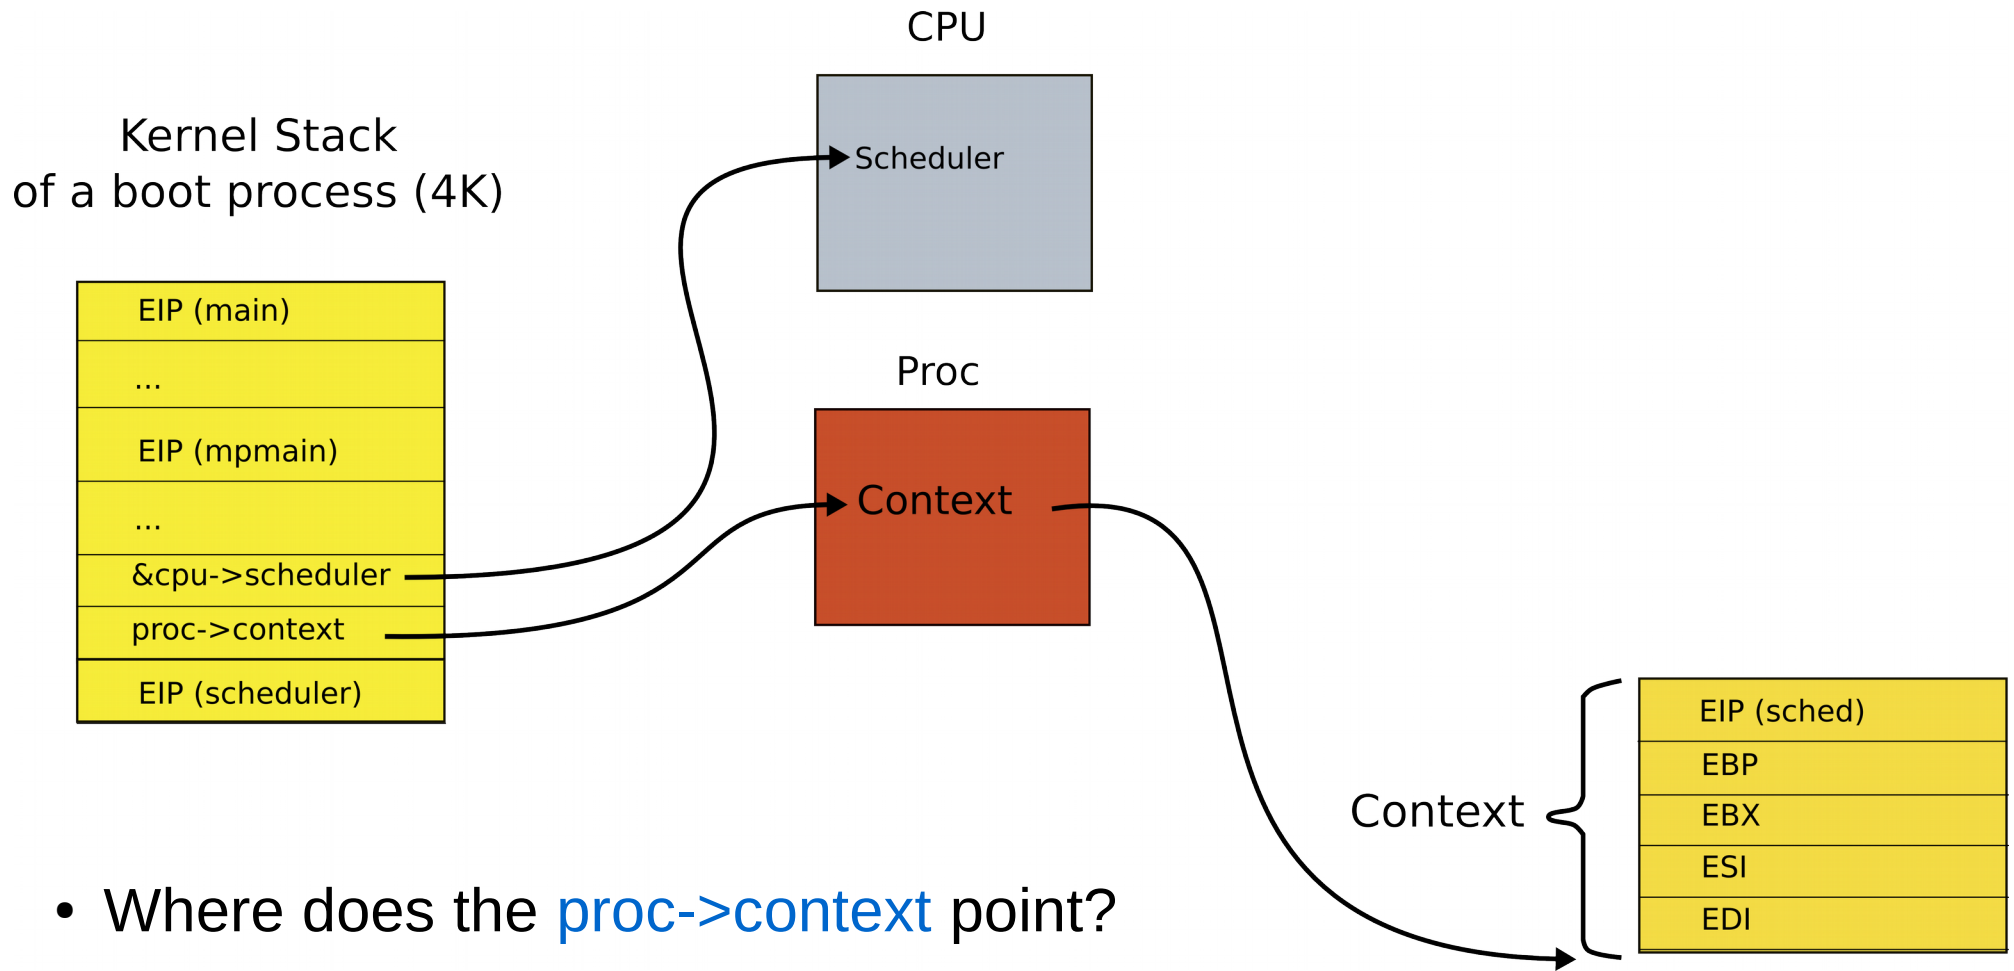 CPU
Scheduler
Kernel Stack
of a boot process (4K)
EIP (main)
...
EIP (mpmain)
...
&cpu->scheduler
proc->context
EIP (scheduler)
Proc
Context
Context
EIP (sched)
EBP
EBX
ESI
EDI
• Where does the proc->context point?